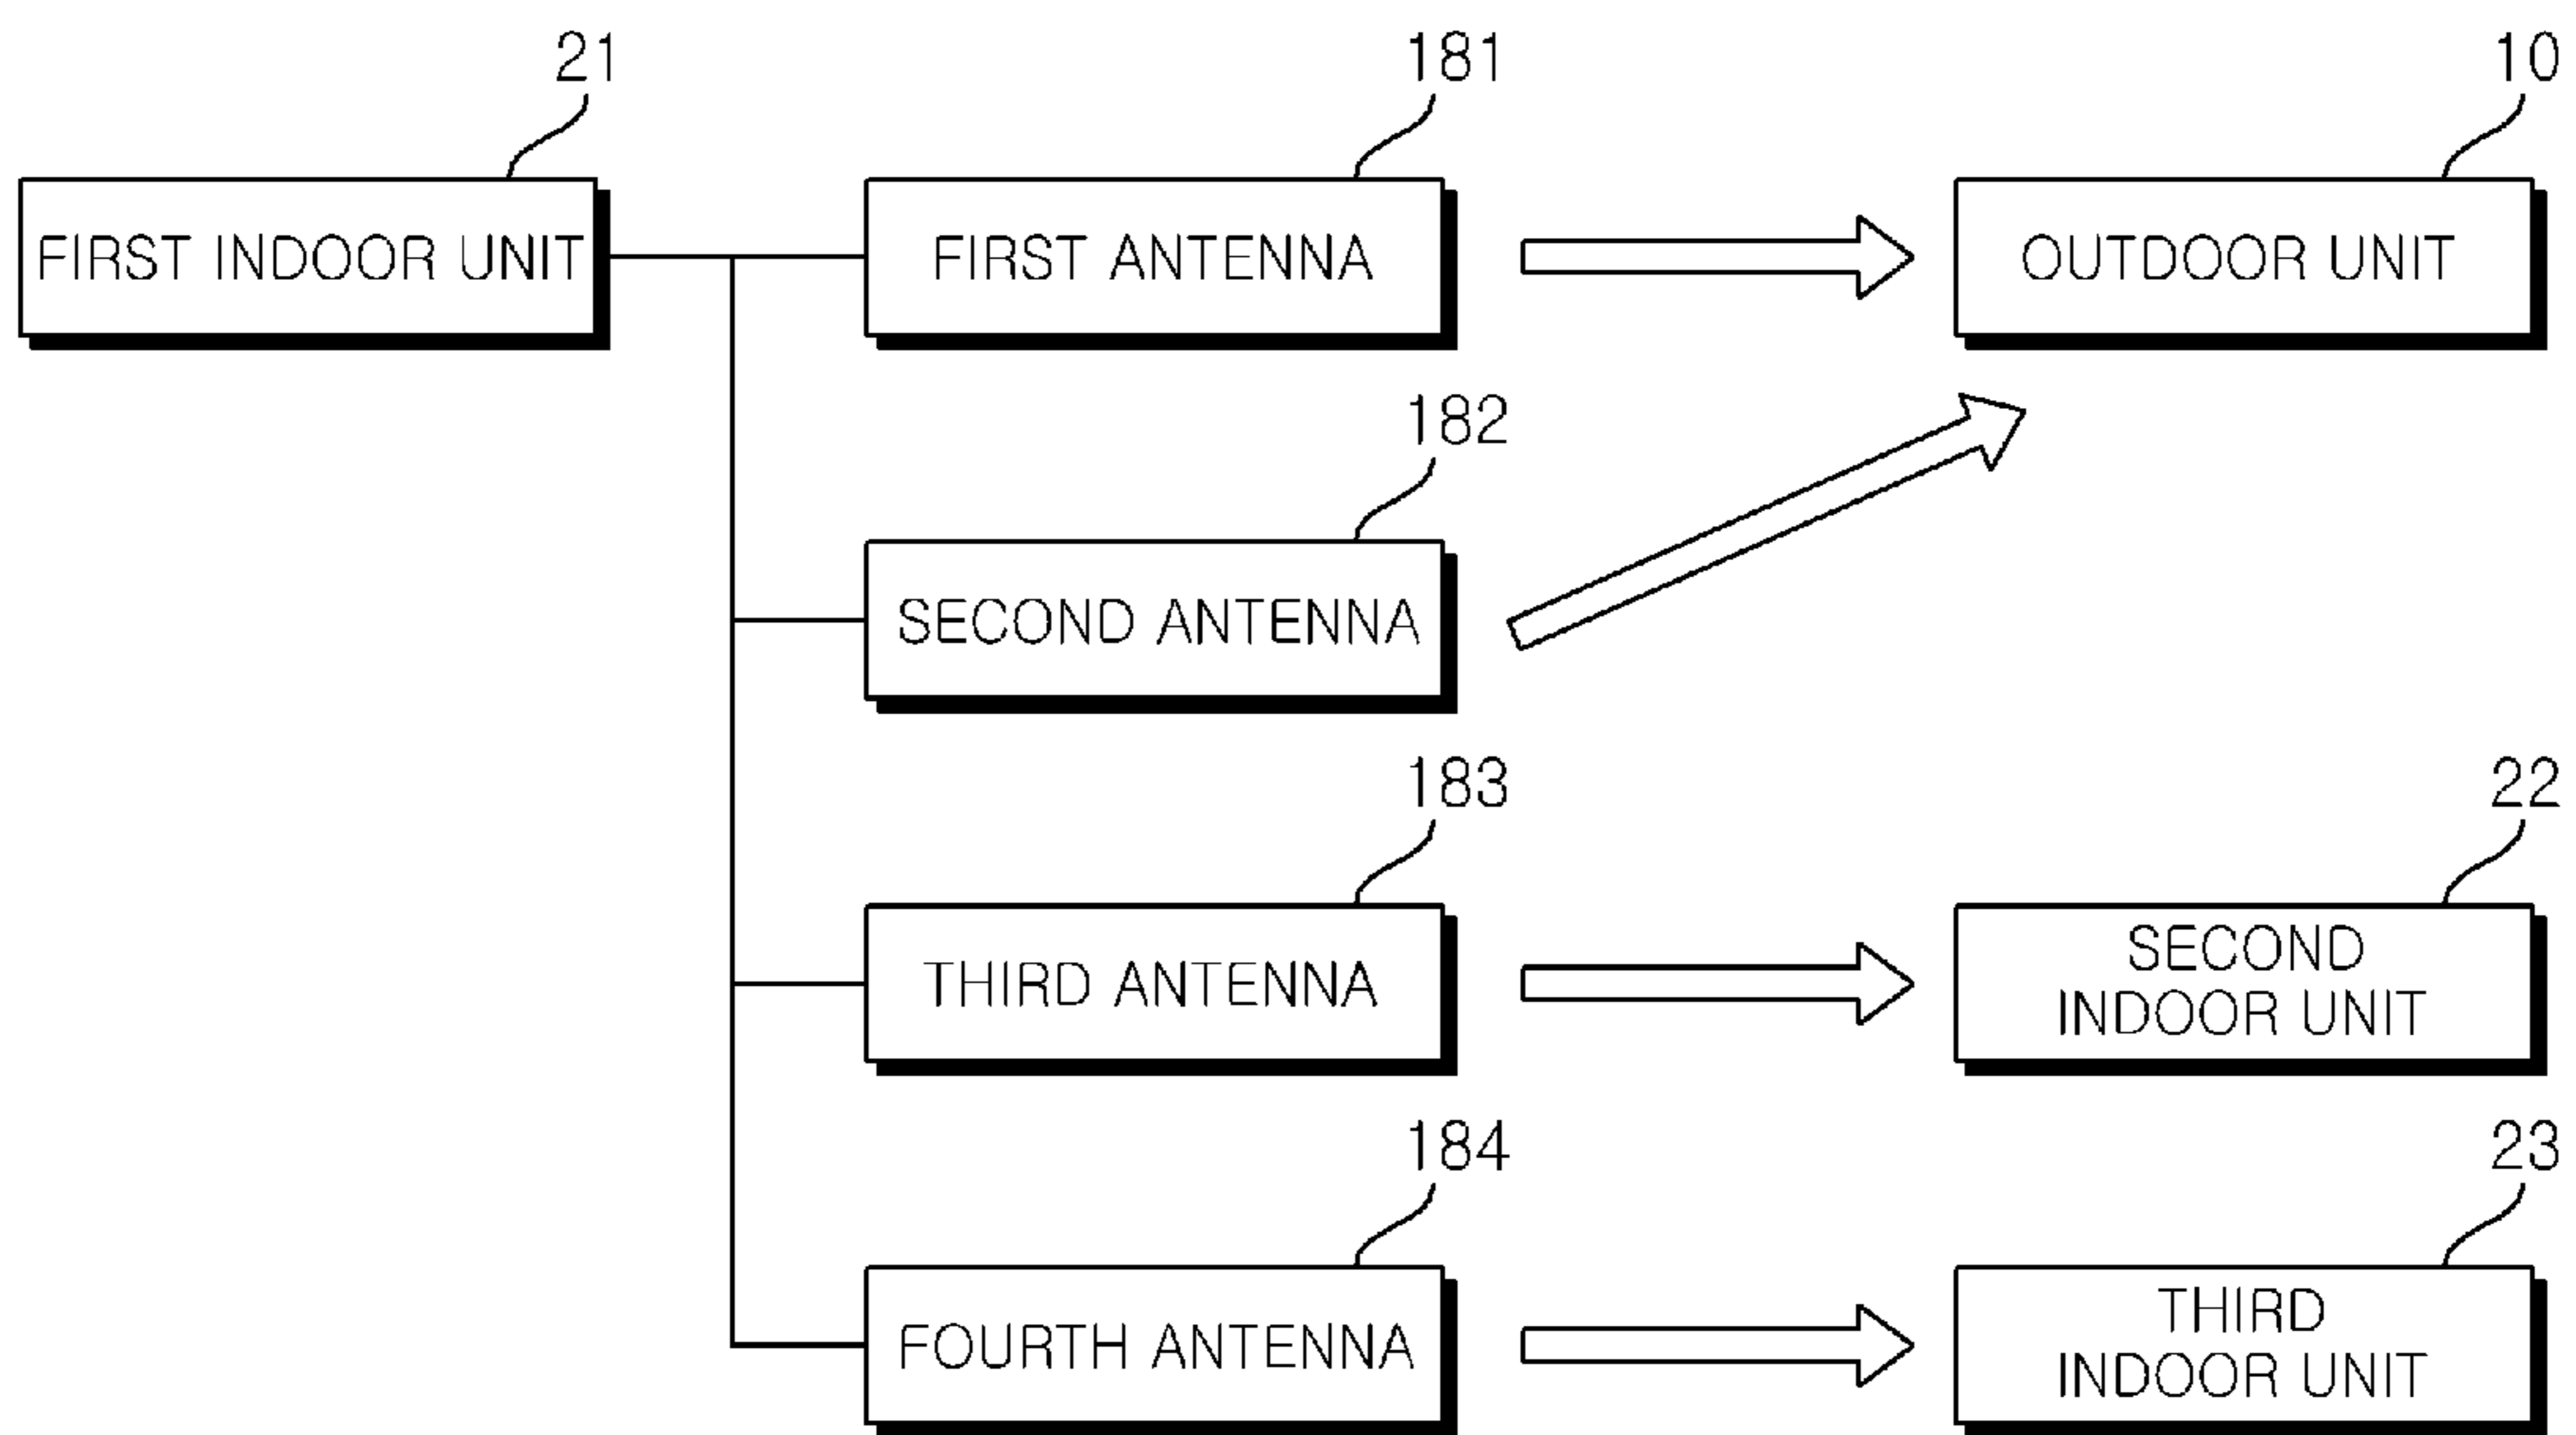 21
181
10
FIRST INDOOR UNIT
FIRST ANTENNA
OUTDOOR UNIT
182
SECOND ANTENNA
183
22
THIRD ANTENNA
SECOND
INDOOR UNIT
184
23
FOURTH ANTENNA
THIRD
INDOOR UNIT